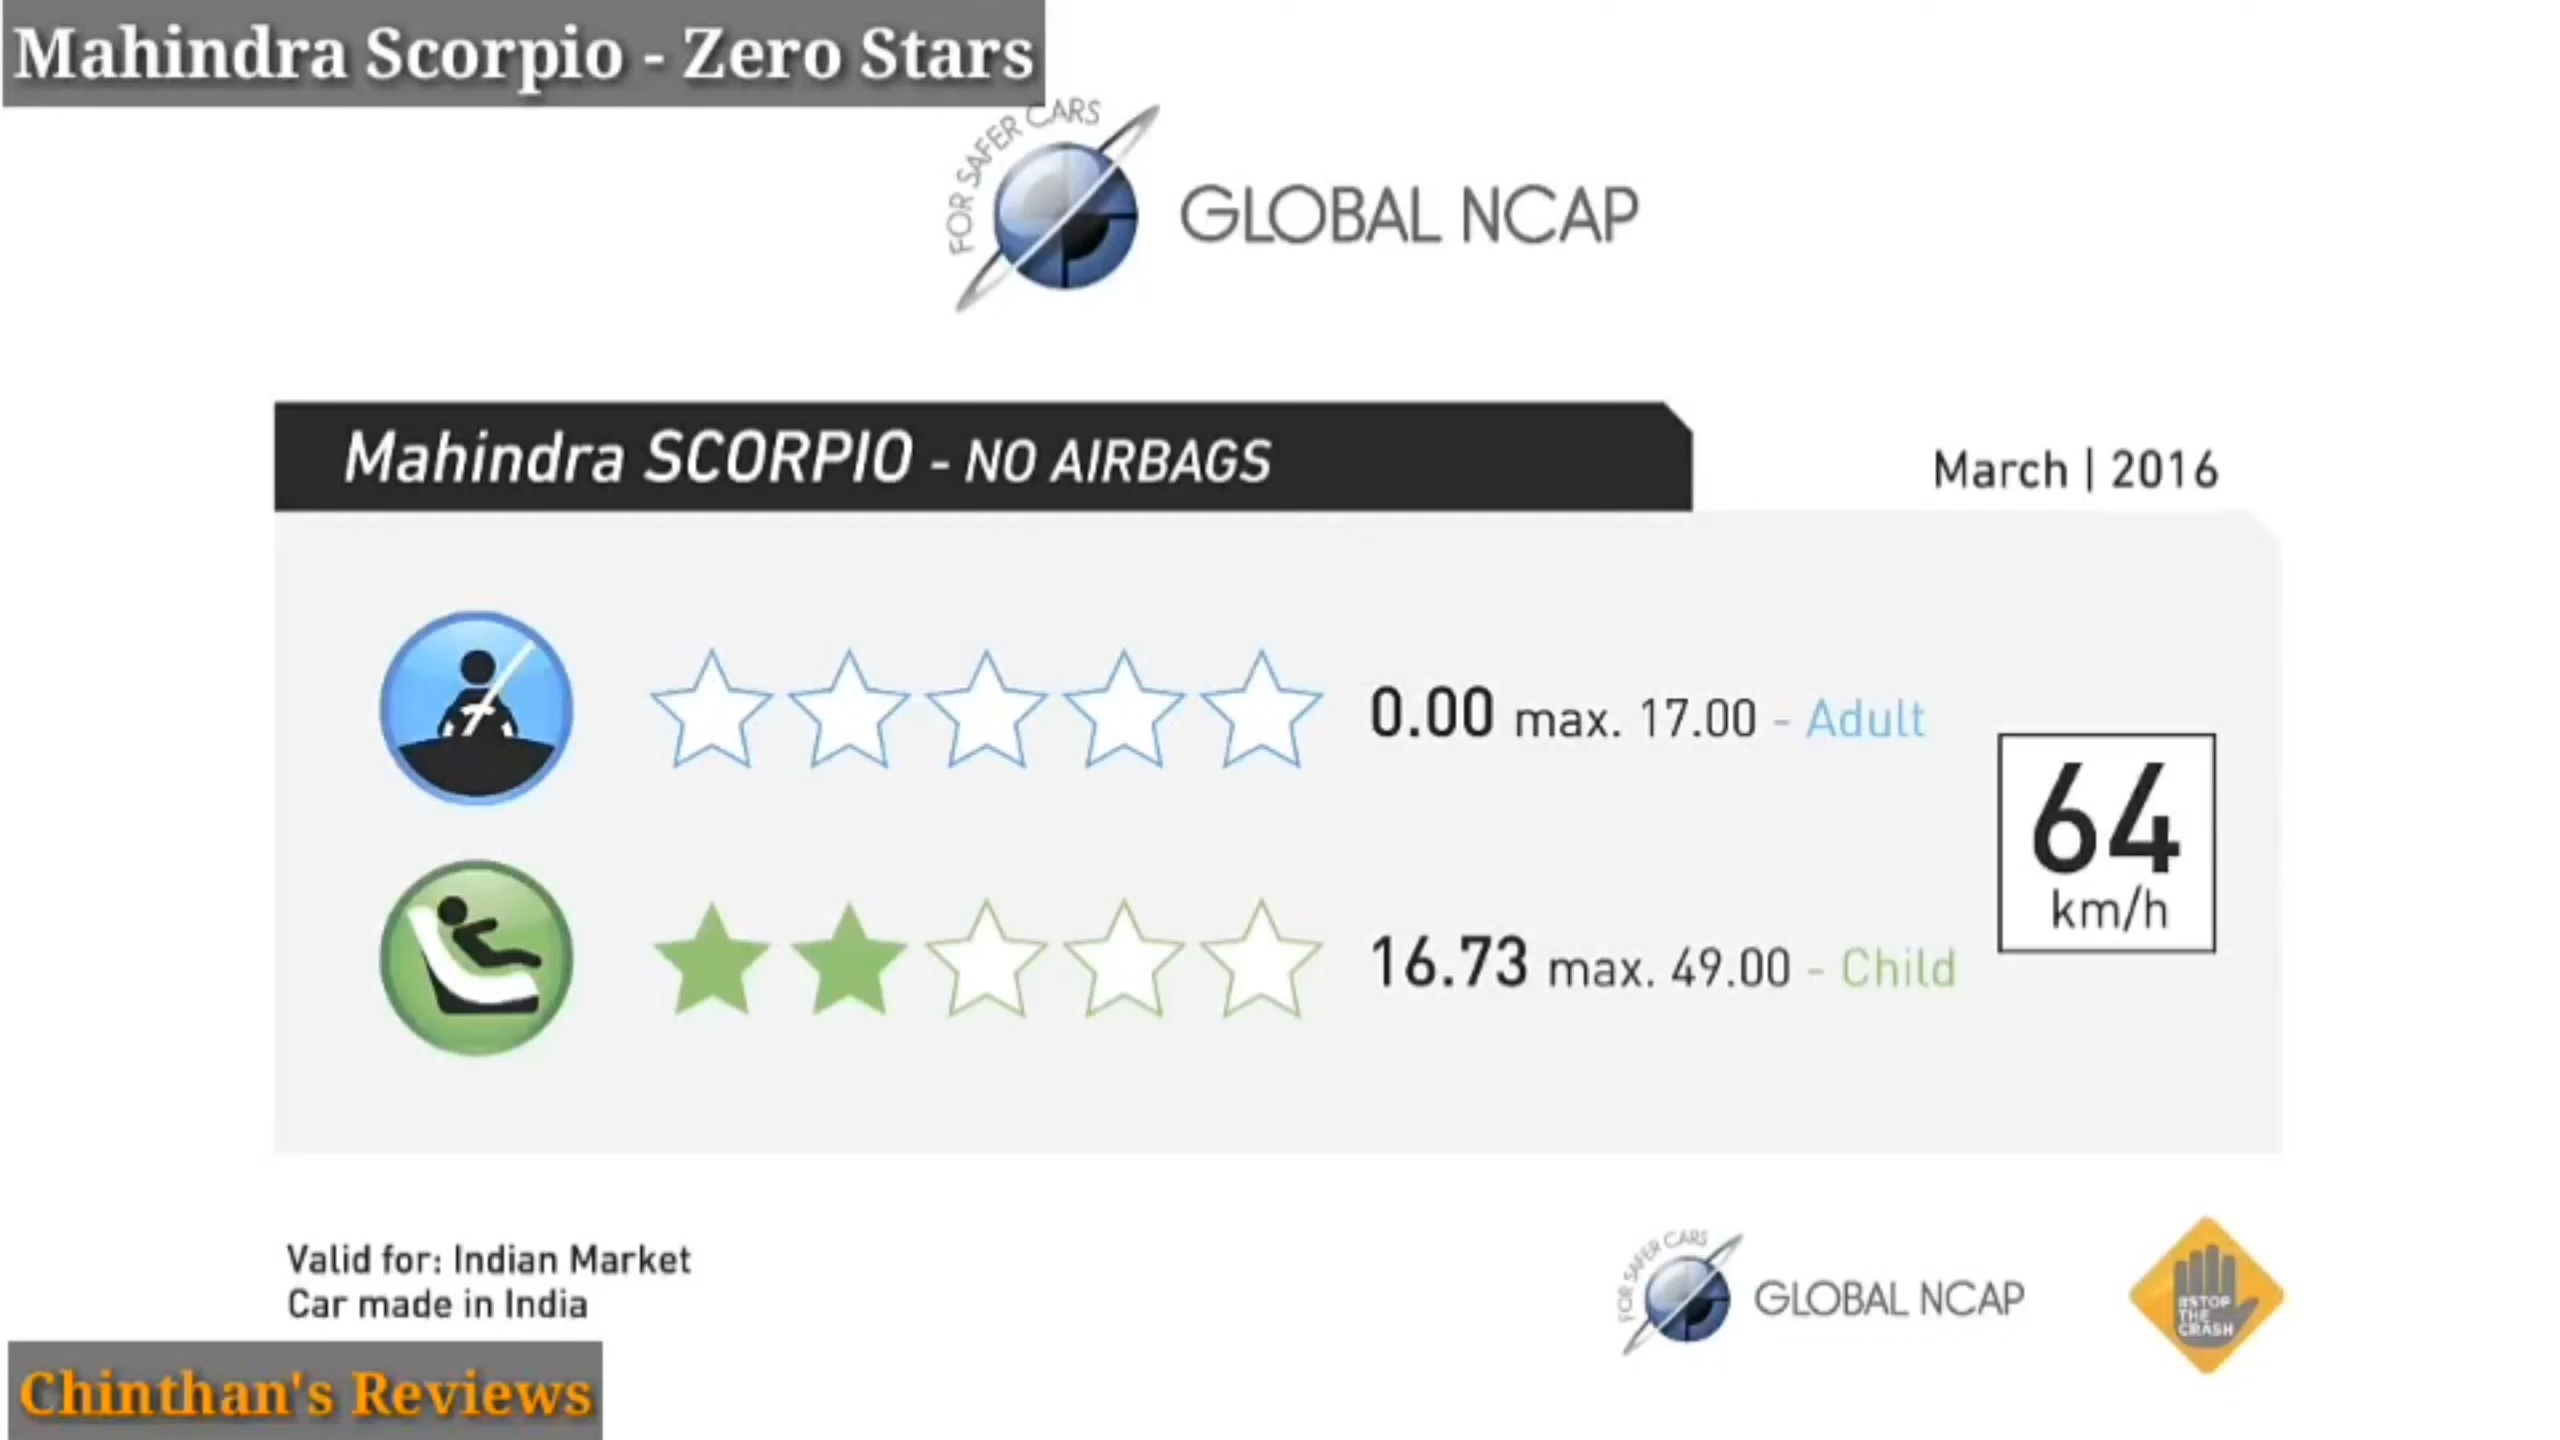 Mahindra Scorpio - Zero Stars
FOR SAFER CARS
GLOBAL NCAP
Mahindra SCORPIO - NO AIRBAGS
March | 2016
0.00 max. 17.00 - Adult
64
km/h
16.73 max. 49.00 - Child
Valid for: Indian Market
Car made in India
FOR SAFER CARS
GLOBAL NCAP
#STOP
THE
CRASH
Chinthan's Reviews